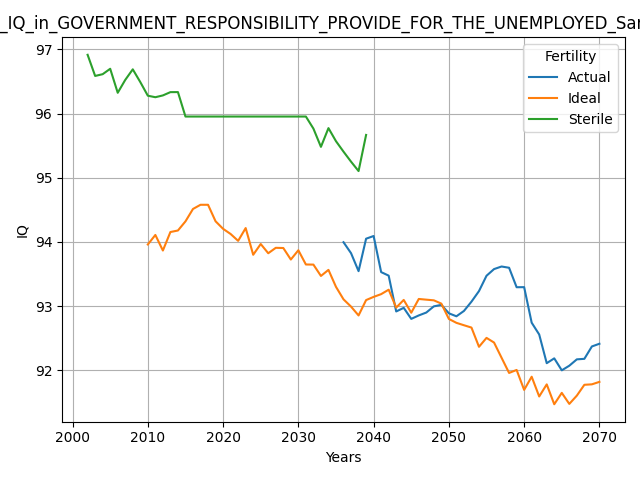 _IQ_in_GOVERNMENT_RESPONSIBILITY_PROVIDE_FOR_THE_UNEMPLOYED_Sa
Fertility
Actual
Ideal
Sterile
97
96
95
94
93
92
IQ
2000 2010 2020 2030 2040 2050 2060 2070
Years